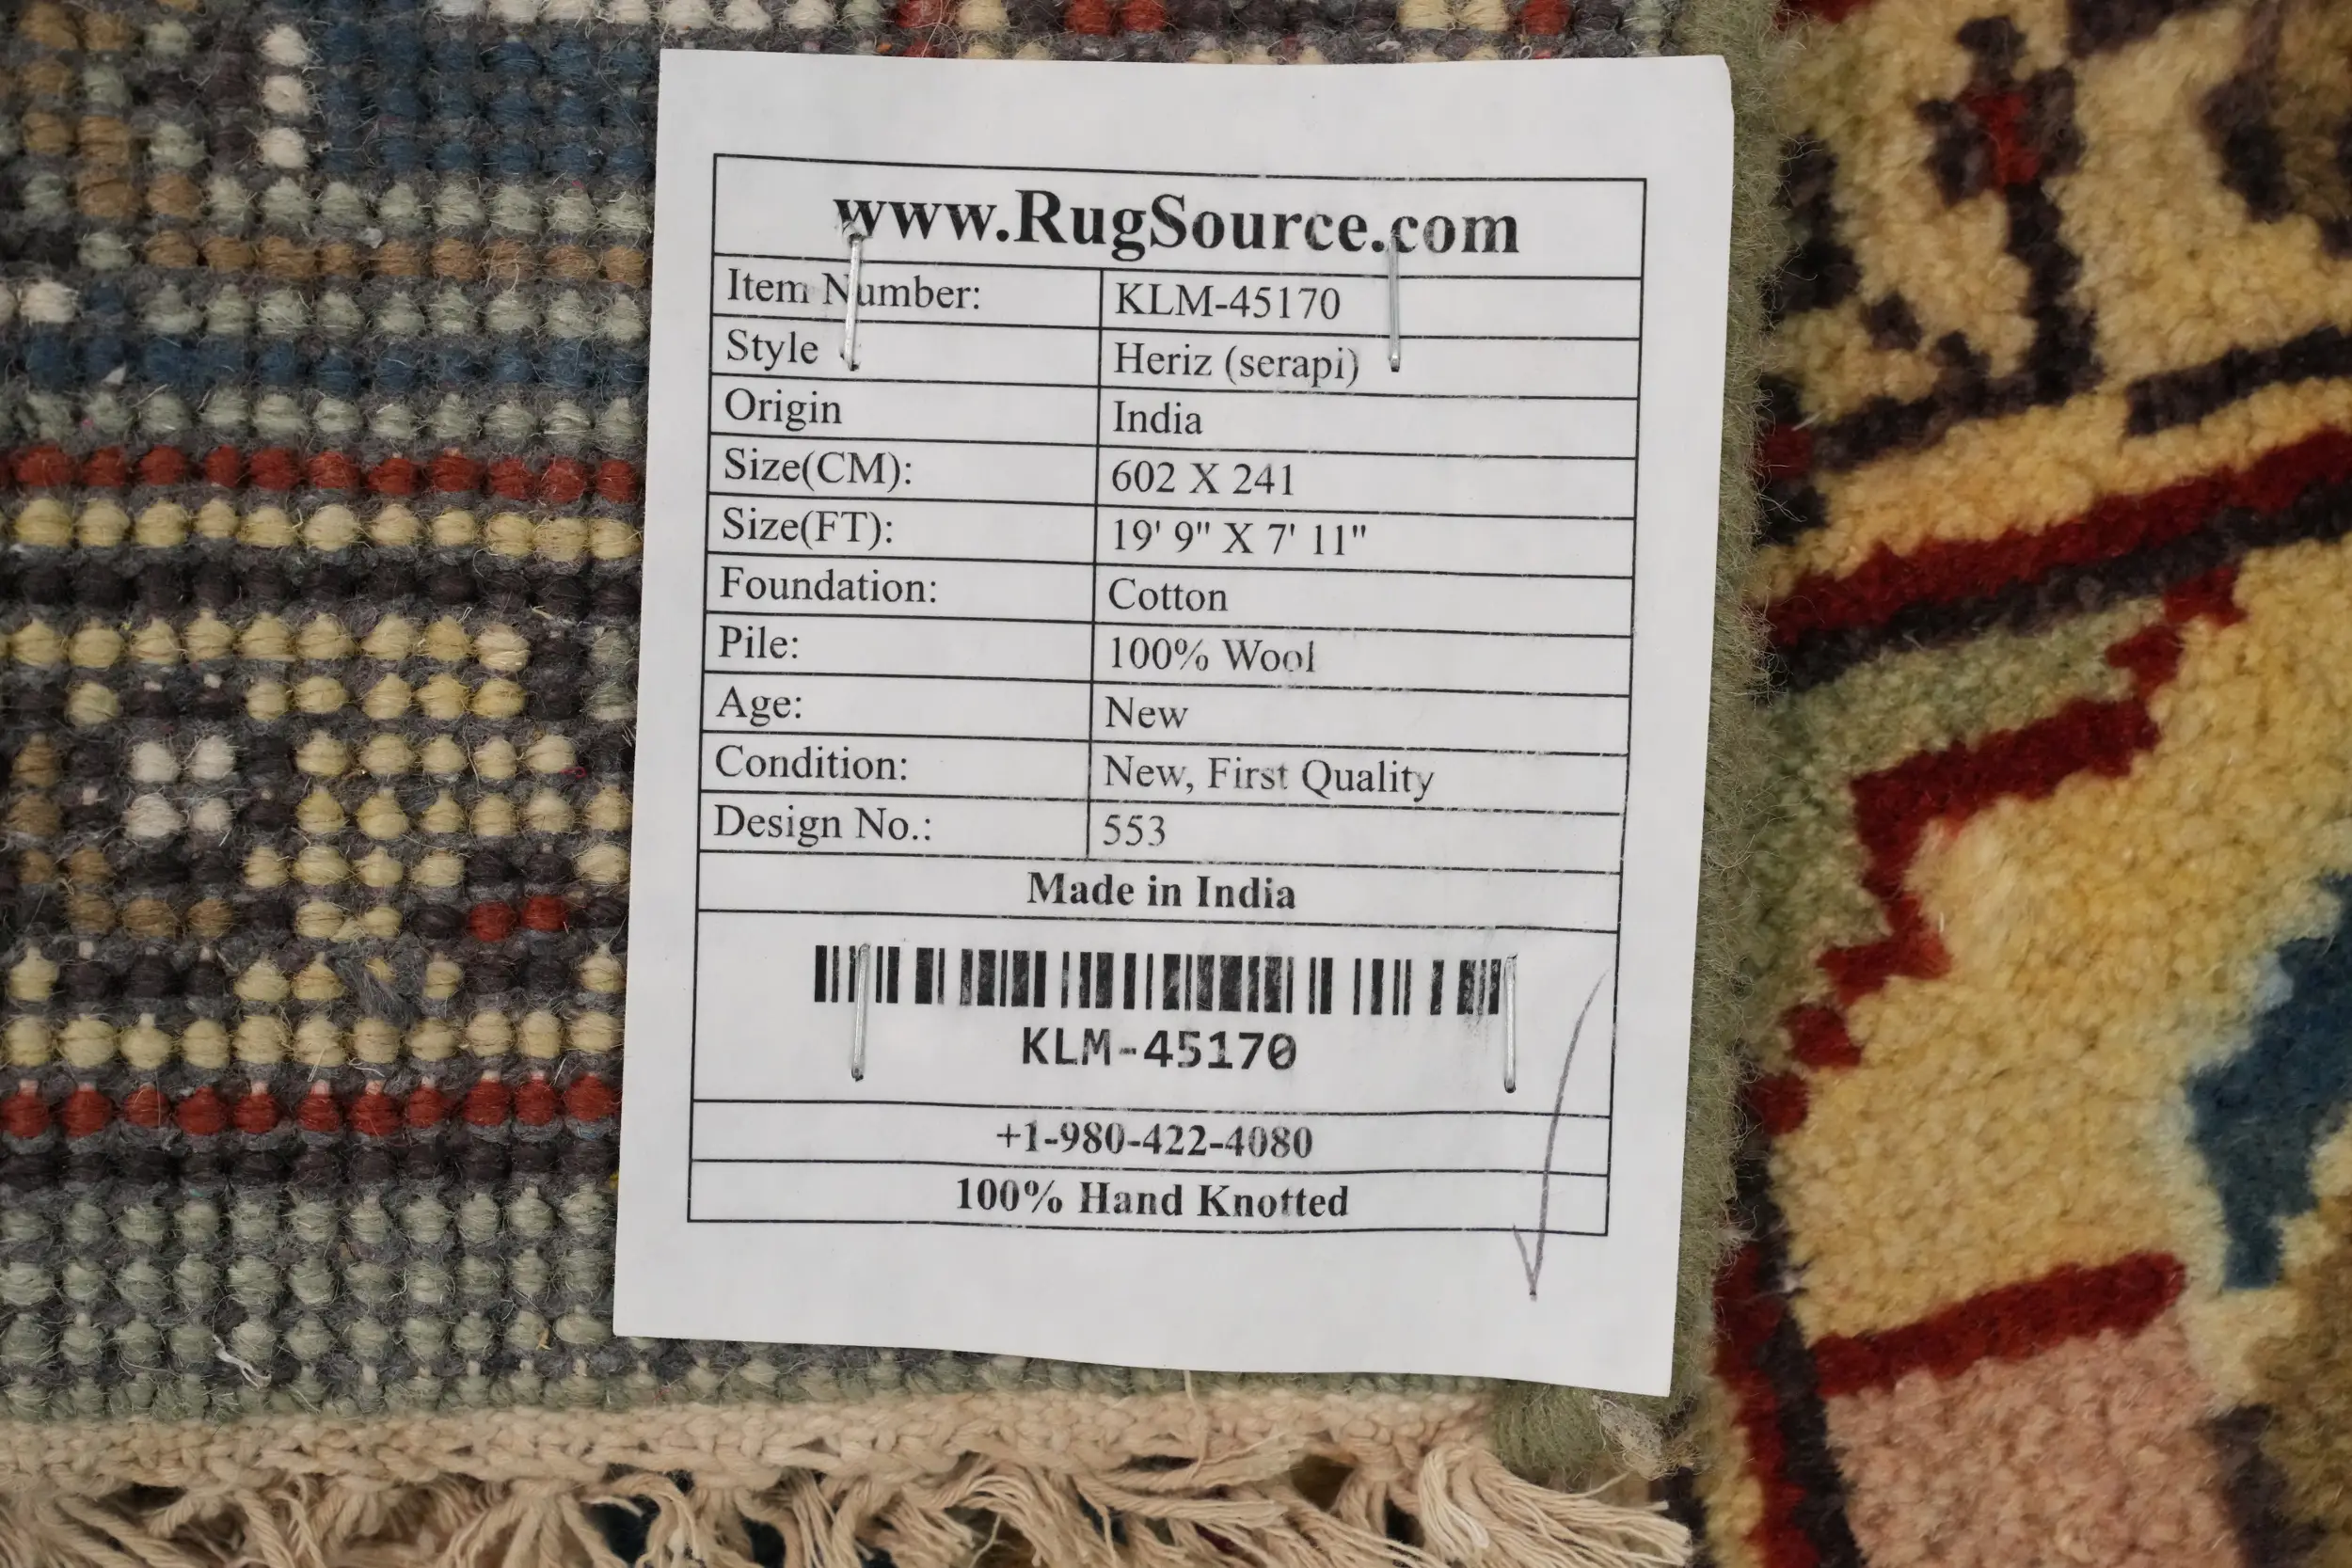 www.RugSource.com
Item Number: KLM-45170
Style Heriz (serapi)
Origin India
Size(CM): 602 X 241
Size(FT): 19' 9" X 7' 11"
Foundation: Cotton
Pile: 100% Wool
Age: New
Condition: New, First Quality
Design No.: 553
Made in India
KLM-45170
+1-980-422-4080
100% Hand Knotted